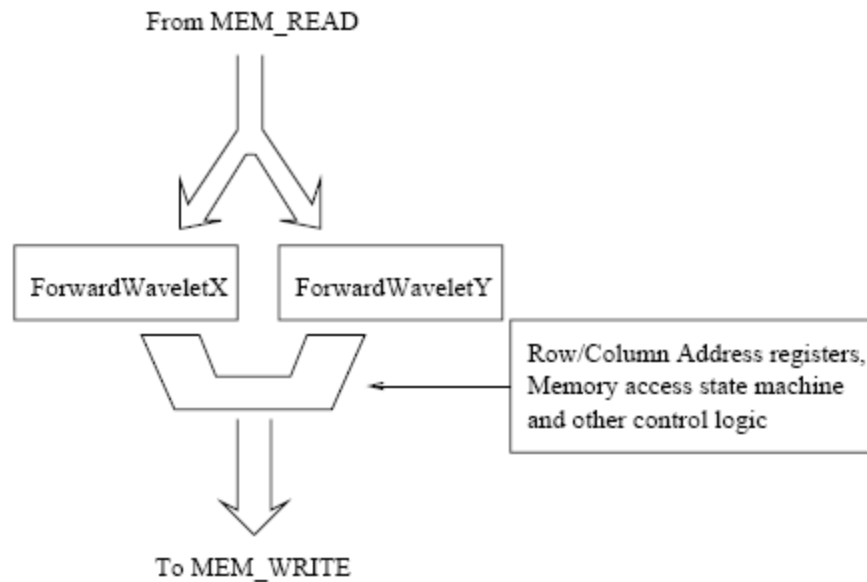 From MEM_READ
ForwardWaveletX
ForwardWaveletY
Row/Column Address registers,
Memory access state machine
and other control logic
To MEM_WRITE